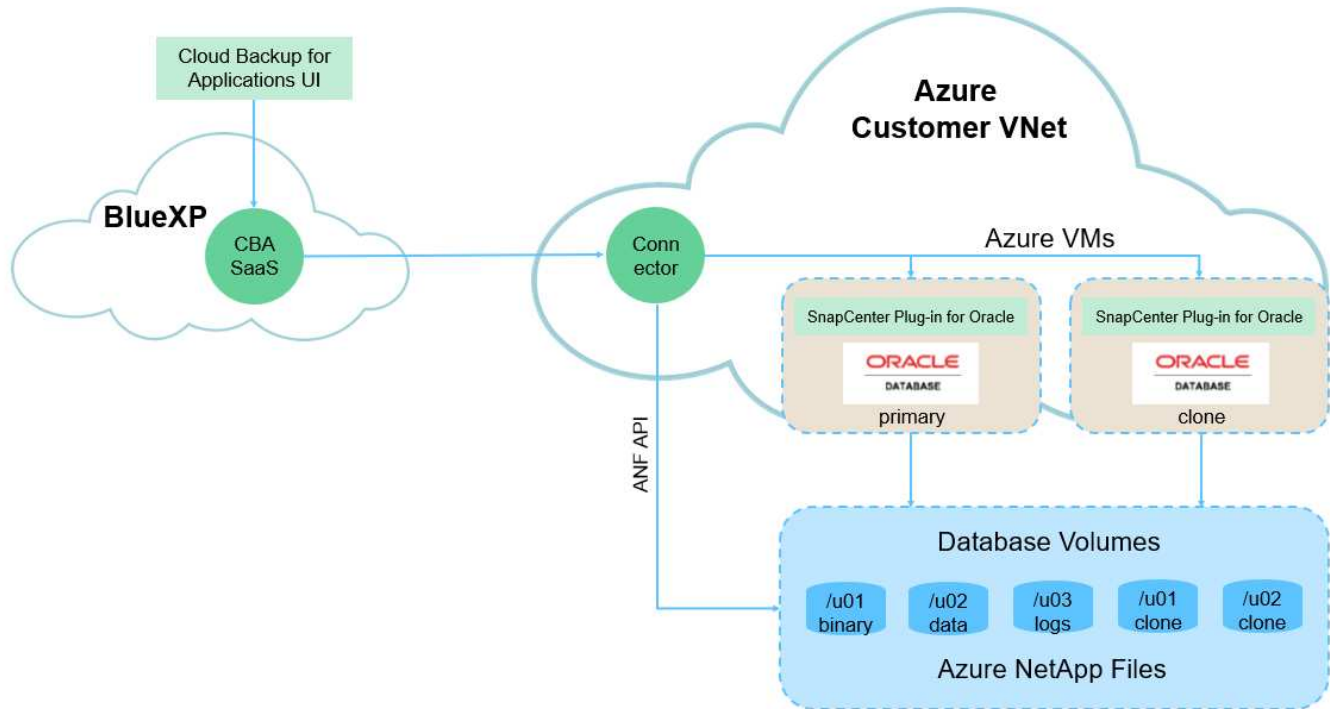 Cloud Backup for
Applications UI
Azure
Customer VNet
BlueXP
CBA
SaaS
Conn
ector
Azure VMs
SnapCenter Plug-in for Oracle
SnapCenter Plug-in for Oracle
ORACLE
DATABASE
ORACLE
DATABASE
primary
clone
ANF API
Database Volumes
/u01
binary
/u02
data
/u03
logs
/u01
clone
/u02
clone
Azure NetApp Files